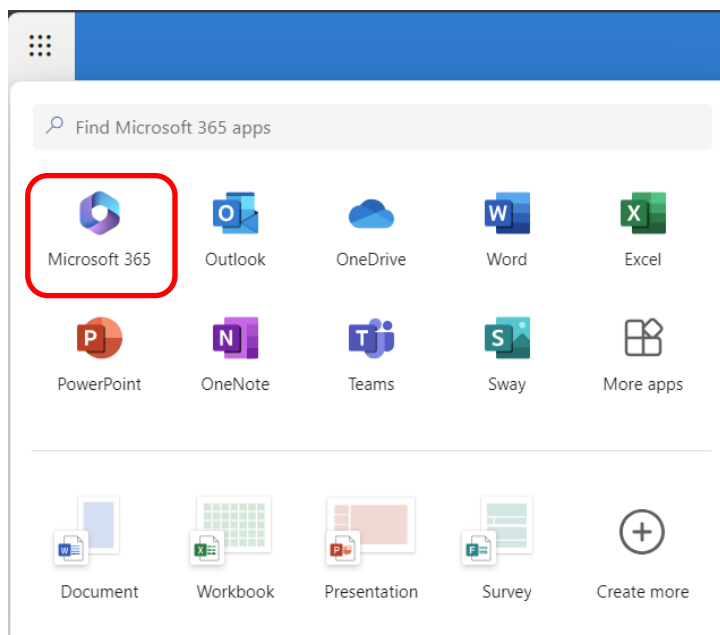 Find Microsoft 365 apps
Microsoft 365 Outlook OneDrive Word Excel
PowerPoint OneNote Teams Sway More apps
Document Workbook Presentation Survey Create more